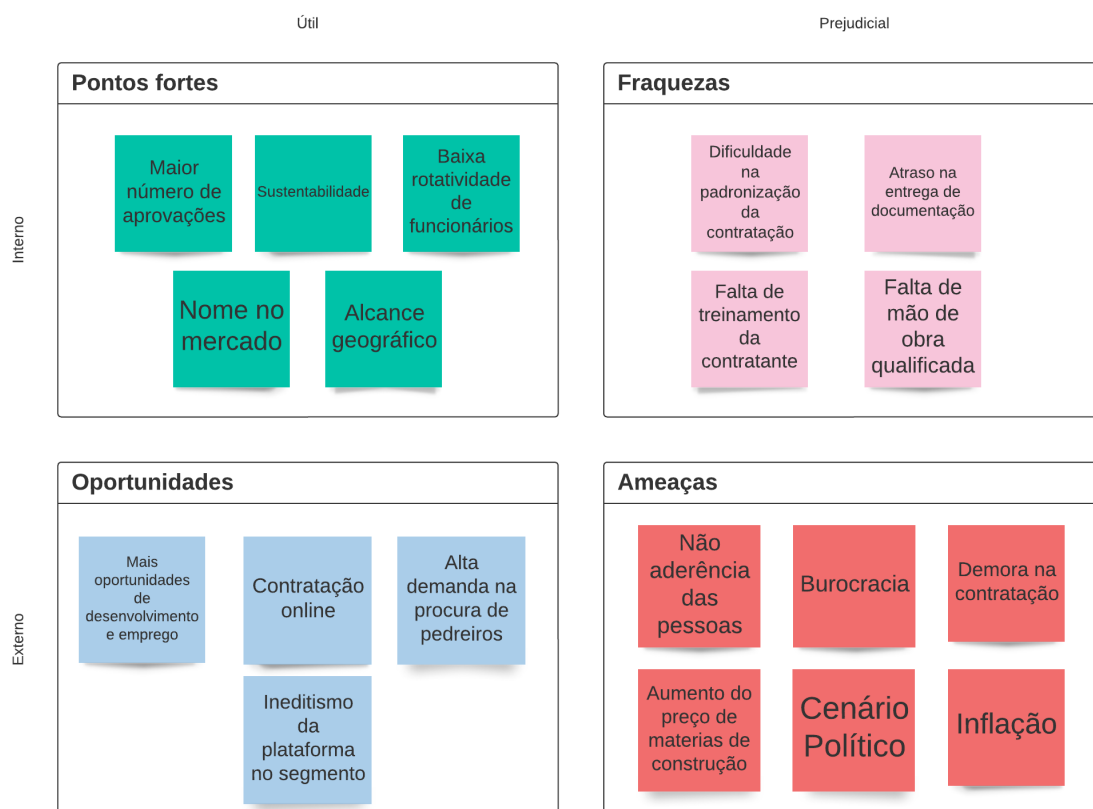 Útil
Prejudicial
Interno
Pontos fortes
Maior
número de
aprovações
Sustentabilidade
Baixa
rotatividade
de
funcionários
Nome no
mercado
Alcance
geográfico
Fraquezas
Dificuldade
na
padronização
da
contratação
Atraso na
entrega de
documentação
Falta de
treinamento
da
contratante
Falta de
mão de
obra
qualificada
Externo
Oportunidades
Mais
oportunidades
de
desenvolvimento
e emprego
Contratação
online
Alta
demanda na
procura de
pedreiros
Ineditismo
da
plataforma
no segmento
Ameaças
Não
aderência
das
pessoas
Burocracia
Demora na
contratação
Aumento do
preço de
materias de
construção
Cenário
Político
Inflação